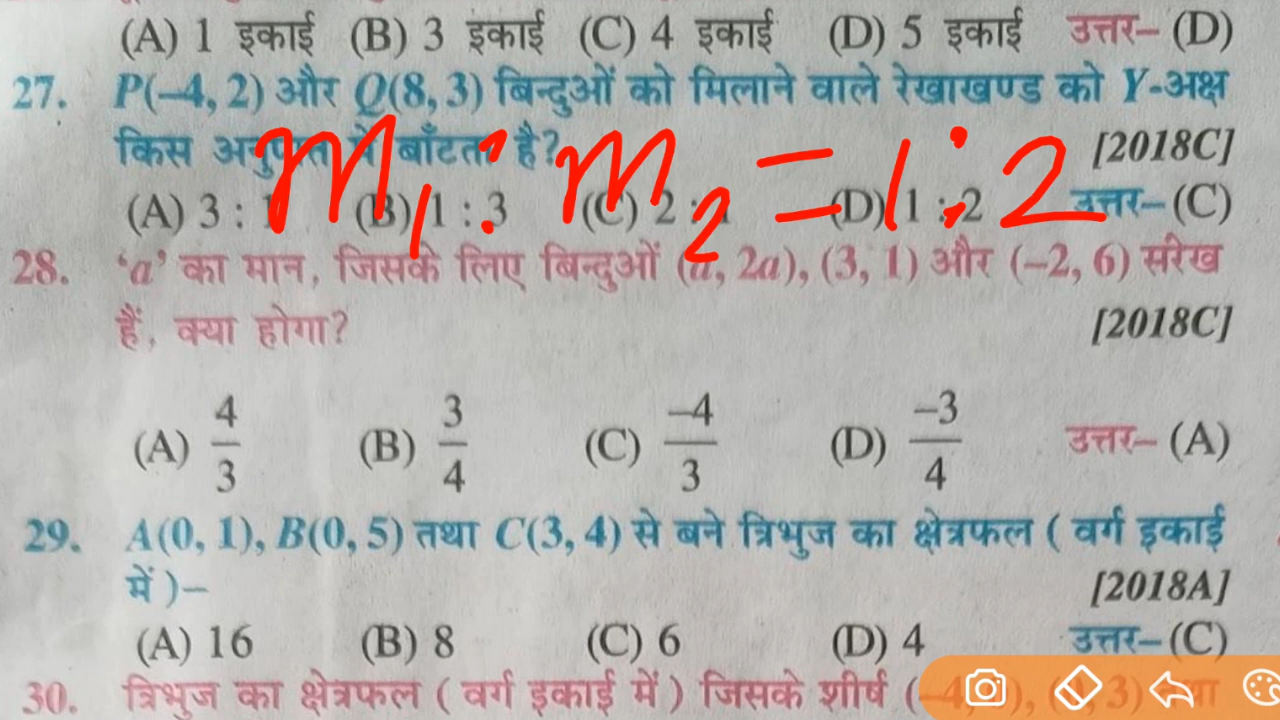 (A) 1 इकाई (B) 3 इकाई (C) 4 इकाई (D) 5 इकाई उत्तर– (D)
27. P(–4, 2) और Q(8, 3) बिन्दुओं को मिलाने वाले रेखाखण्ड को Y-अक्ष
किस अनुपात में बाँटता है? [2018C]
m₁ : m₂ = 1 : 2
(A) 3 : 1 (B) 1 : 3 (C) 2 : 1 (D) 1 : 2 उत्तर– (C)
28. ‘a’ का मान, जिसके लिए बिन्दुओं (a, 2a), (3, 1) और (–2, 6) सरेख
हैं, क्या होगा? [2018C]
(A) 4/3 (B) 3/4 (C) –4/3 (D) –3/4 उत्तर– (A)
29. A(0, 1), B(0, 5) तथा C(3, 4) से बने त्रिभुज का क्षेत्रफल ( वर्ग इकाई
में )– [2018A]
(A) 16 (B) 8 (C) 6 (D) 4 उत्तर– (C)
30. त्रिभुज का क्षेत्रफल ( वर्ग इकाई में ) जिसके शीर्ष